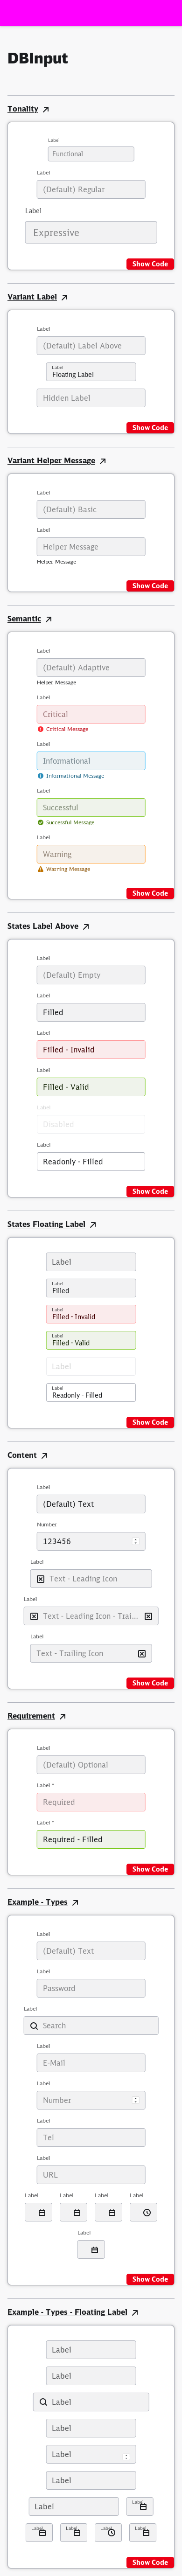 DBInput
Tonality
Label
Functional
Label
(Default) Regular
Label
Expressive
Show Code
Variant Label
Label
(Default) Label Above
Label
Floating Label
Hidden Label
Show Code
Variant Helper Message
Label
(Default) Basic
Label
Helper Message
Helper Message
Show Code
Semantic
Label
(Default) Adaptive
Helper Message
Label
Critical
Critical Message
Label
Informational
Informational Message
Label
Successful
Successful Message
Label
Warning
Warning Message
Show Code
States Label Above
Label
(Default) Empty
Label
Filled
Label
Filled - Invalid
Label
Filled - Valid
Label
Disabled
Label
Readonly - Filled
Show Code
States Floating Label
Label
Label
Filled
Label
Filled - Invalid
Label
Filled - Valid
Label
Label
Readonly - Filled
Show Code
Content
Label
(Default) Text
Number
123456
Label
Text - Leading Icon
Label
Text - Leading Icon - Trai...
Label
Text - Trailing Icon
Show Code
Requirement
Label
(Default) Optional
Label *
Required
Label *
Required - Filled
Show Code
Example - Types
Label
(Default) Text
Label
Password
Label
Search
Label
E-Mail
Label
Number
Label
Tel
Label
URL
Label Label Label Label
Label
Show Code
Example - Types - Floating Label
Label
Label
Label
Label
Label
Label
Label Label
Label Label Label Label
Show Code